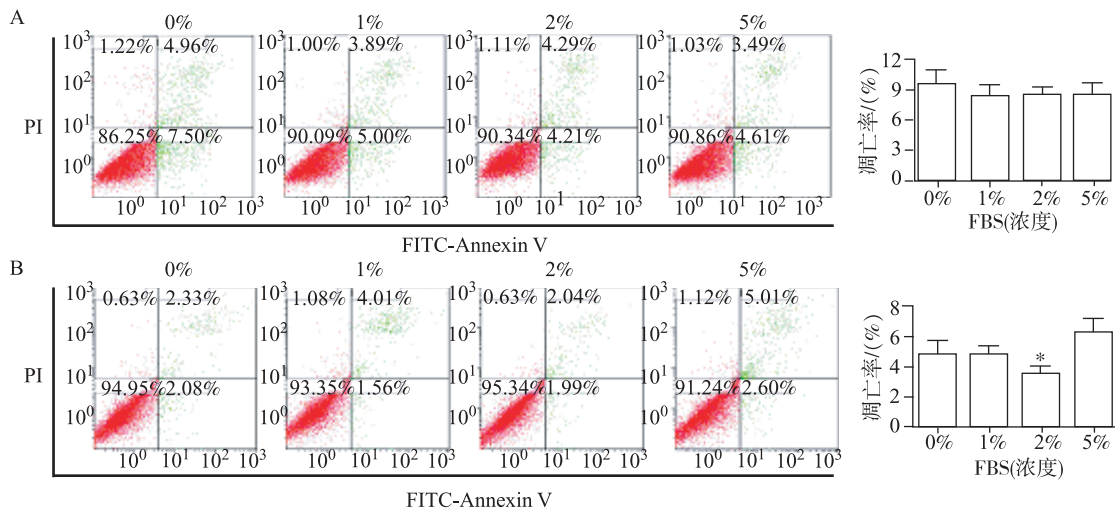 A
0% 1% 2% 5%
10³ 10³ 10³ 10³
1.22% 4.96% 1.00% 3.89% 1.11% 4.29% 1.03% 3.49%
10² 10² 10² 10²
PI
10¹ 10¹ 10¹ 10¹
86.25% 7.50% 90.09% 5.00% 90.34% 4.21% 90.86% 4.61%
10⁰ 10⁰ 10⁰ 10⁰
10⁰ 10¹ 10² 10³ 10⁰ 10¹ 10² 10³ 10⁰ 10¹ 10² 10³ 10⁰ 10¹ 10² 10³
FITC-Annexin V
凋亡率/(%)
12
9
6
3
0
0% 1% 2% 5%
FBS(浓度)
B
0% 1% 2% 5%
10³ 10³ 10³ 10³
0.63% 2.33% 1.08% 4.01% 0.63% 2.04% 1.12% 5.01%
10² 10² 10² 10²
PI
10¹ 10¹ 10¹ 10¹
94.95% 2.08% 93.35% 1.56% 95.34% 1.99% 91.24% 2.60%
10⁰ 10⁰ 10⁰ 10⁰
10⁰ 10¹ 10² 10³ 10⁰ 10¹ 10² 10³ 10⁰ 10¹ 10² 10³ 10⁰ 10¹ 10² 10³
FITC-Annexin V
凋亡率/(%)
8
6
4
2
0
*
0% 1% 2% 5%
FBS(浓度)